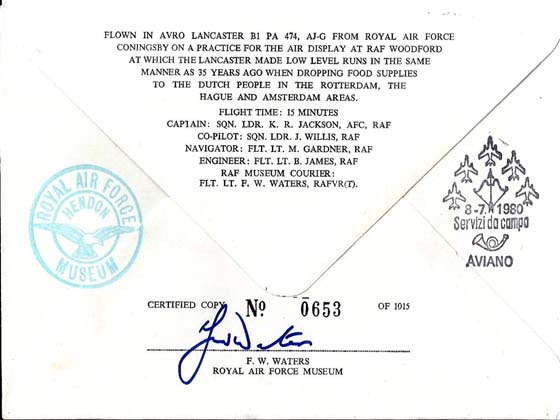 FLOWN IN AVRO LANCASTER B1 PA 474, AJ-G FROM ROYAL AIR FORCE
CONINGSBY ON A PRACTICE FOR THE AIR DISPLAY AT RAF WOODFORD
AT WHICH THE LANCASTER MADE LOW LEVEL RUNS IN THE SAME
MANNER AS 35 YEARS AGO WHEN DROPPING FOOD SUPPLIES
TO THE DUTCH PEOPLE IN THE ROTTERDAM, THE
HAGUE AND AMSTERDAM AREAS.
FLIGHT TIME: 15 MINUTES
CAPTAIN: SQN. LDR. K. R. JACKSON, AFC, RAF
CO-PILOT: SQN. LDR. J. WILLIS, RAF
NAVIGATOR: FLT. LT. M. GARDNER, RAF
ENGINEER: FLT. LT. B. JAMES, RAF
RAF MUSEUM COURIER:
FLT. LT. F. W. WATERS, RAFVR(T).
ROYAL AIR FORCE
HENDON
MUSEUM
8-7. 1980
Servizi da campo
AVIANO
CERTIFIED COPY No 0653 OF 1015
F. W. WATERS
ROYAL AIR FORCE MUSEUM